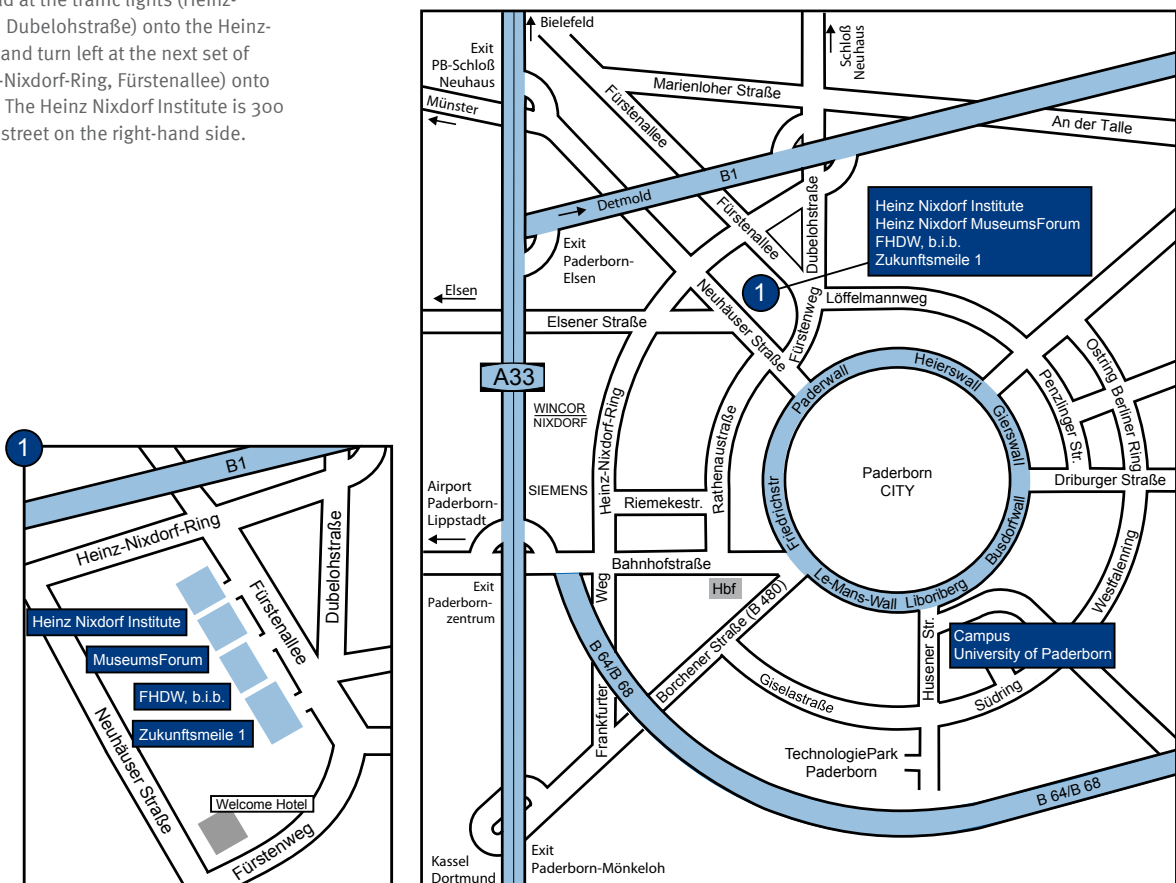 d at the traffic lights (Heinz-
Dubelohstraße) onto the Heinz-
and turn left at the next set of
-Nixdorf-Ring, Fürstenallee) onto
The Heinz Nixdorf Institute is 300
street on the right-hand side.
Bielefeld
Exit
PB-Schloß
Neuhaus
Münster
Schloß
Neuhaus
Marienloher Straße
An der Talle
Fürstenallee
B1
Detmold
Fürstenallee
Dubelohstraße
Heinz Nixdorf Institute
Heinz Nixdorf MuseumsForum
FHDW, b.i.b.
Zukunftsmeile 1
Exit
Paderborn-
Elsen
Elsen
1
Neuhäuser Straße
Fürstenweg
Löffelmannweg
Elsener Straße
A33
WINCOR
NIXDORF
Heinz-Nixdorf-Ring
Rathenaustraße
Paderwall
Heierswall
Gierswall
Penzlinger Str.
Ostring
Berliner Ring
Airport
Paderborn-
Lippstadt
SIEMENS
Riemekestr.
Friedrichstr
Paderborn
CITY
Driburger Straße
Busdorfwall
Bahnhofstraße
Le-Mans-Wall
Liboriberg
Westfalenring
Exit
Paderborn-
zentrum
Weg
Hbf
Borchener Straße (B 480)
B 64/B 68
Husener Str.
Campus
University of Paderborn
Frankfurter
Giselastraße
Südring
TechnologiePark
Paderborn
B 64/B 68
Kassel
Dortmund
Exit
Paderborn-Mönkeloh
1
B1
Heinz-Nixdorf-Ring
Dubelohstraße
Fürstenallee
Heinz Nixdorf Institute
MuseumsForum
FHDW, b.i.b.
Zukunftsmeile 1
Neuhäuser Straße
Welcome Hotel
Fürstenweg